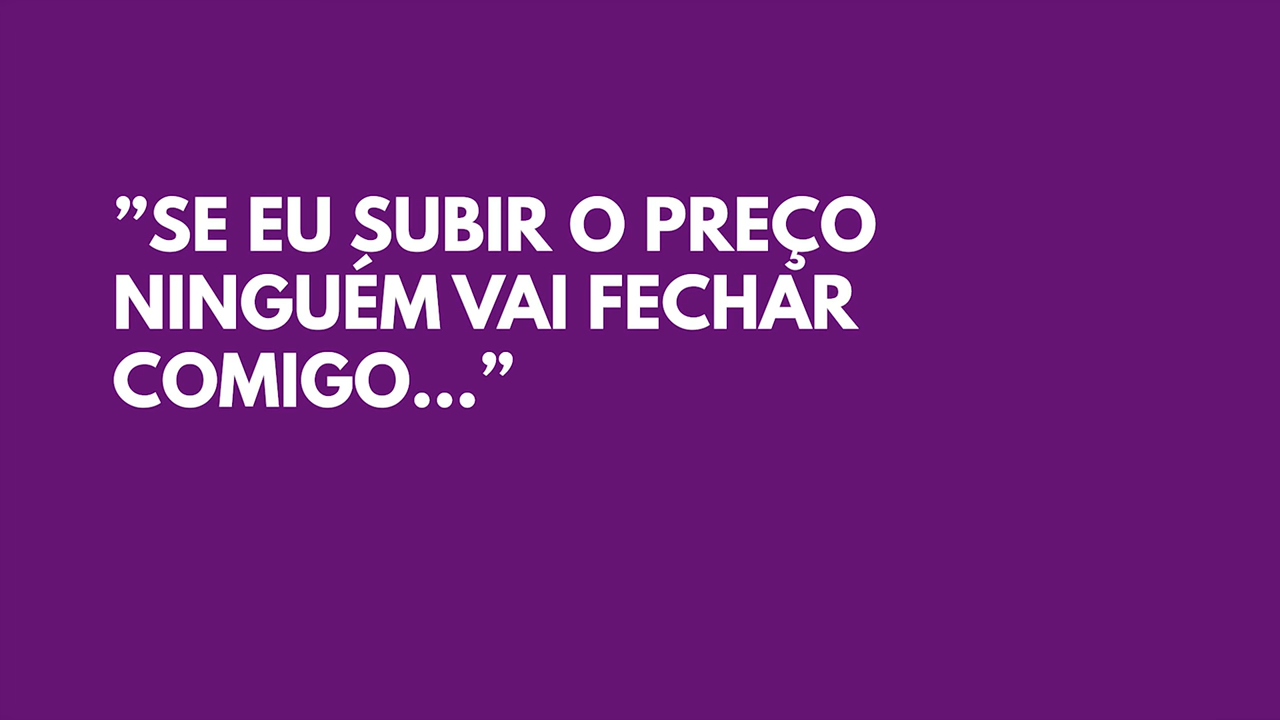 ”SE EU SUBIR O PREÇO
NINGUÉM VAI FECHAR
COMIGO...”